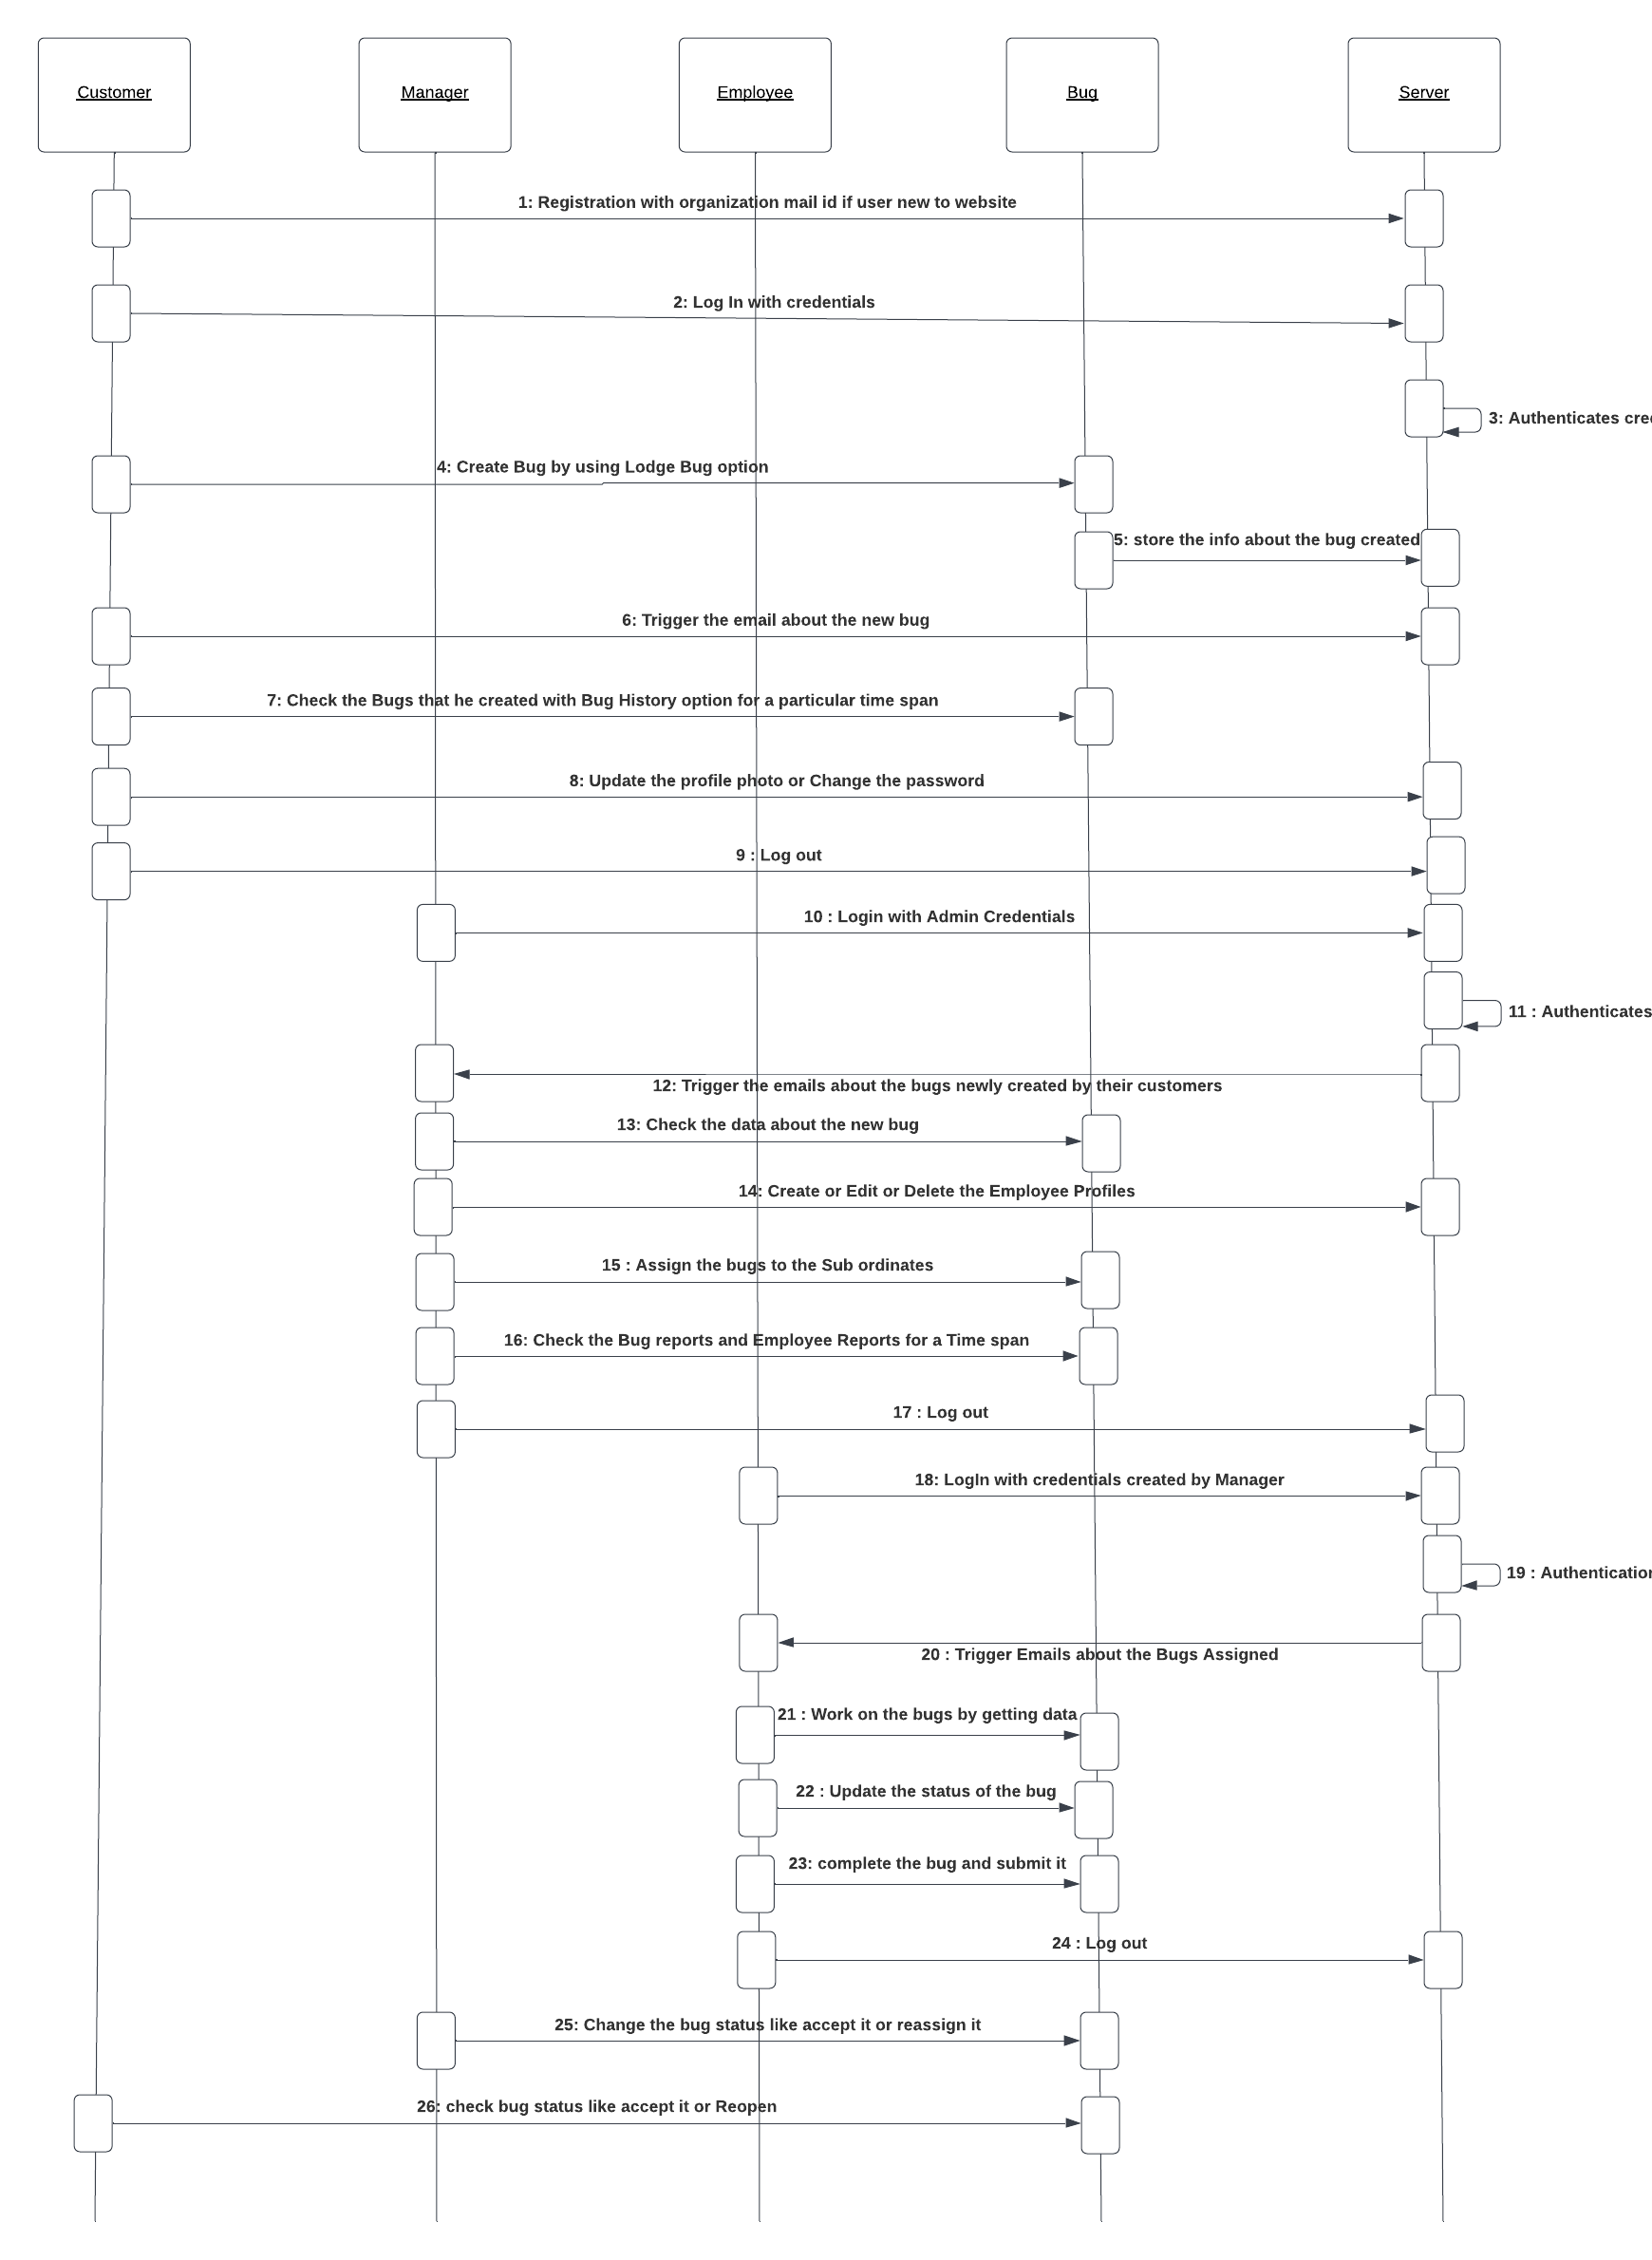 Customer
Manager
Employee
Bug
Server
1: Registration with organization mail id if user new to website
2: Log In with credentials
3: Authenticates
4: Create Bug by using Lodge Bug option
5: store the info about the bug created
6: Trigger the email about the new bug
7: Check the Bugs that he created with Bug History option for a particular time span
8: Update the profile photo or Change the password
9 : Log out
10 : Login with Admin Credentials
11 : Authenticates
12: Trigger the emails about the bugs newly created by their customers
13: Check the data about the new bug
14: Create or Edit or Delete the Employee Profiles
15 : Assign the bugs to the Sub ordinates
16: Check the Bug reports and Employee Reports for a Time span
17 : Log out
18: LogIn with credentials created by Manager
19 : Authentication
20 : Trigger Emails about the Bugs Assigned
21 : Work on the bugs by getting data
22 : Update the status of the bug
23: complete the bug and submit it
24 : Log out
25: Change the bug status like accept it or reassign it
26: check bug status like accept it or Reopen